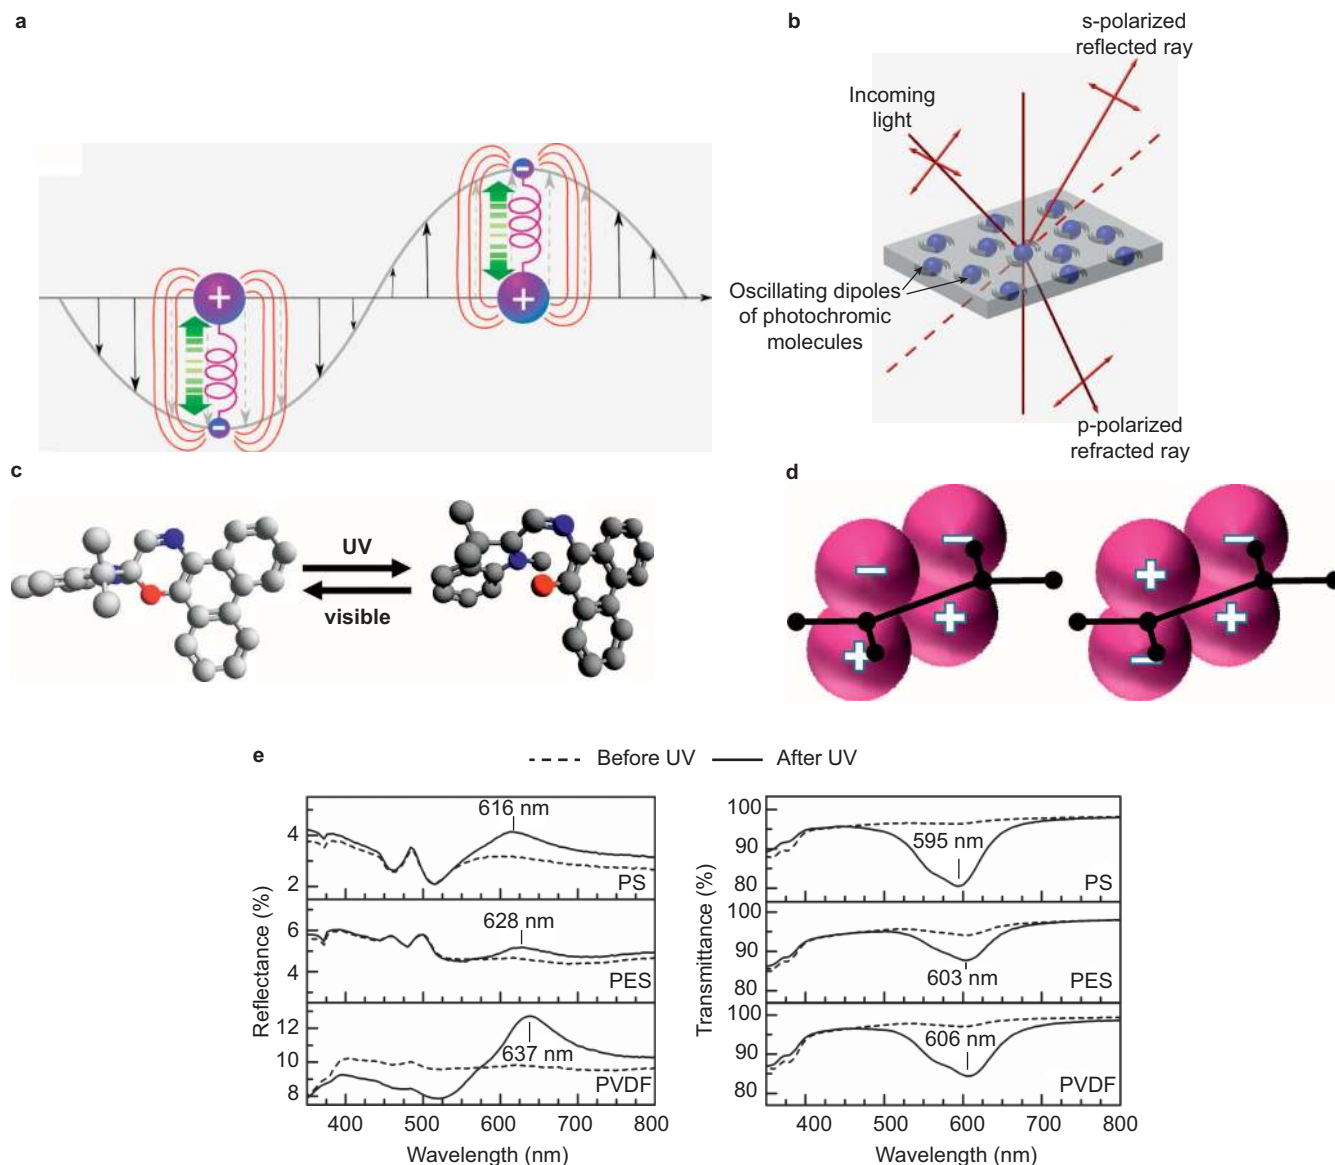 a
+
−
−
+
b
s-polarized
reflected ray
Incoming
light
Oscillating dipoles
of photochromic
molecules
p-polarized
refracted ray
c
UV
visible
d
−
−
+
+
−
+
+
−
e
Before UV
After UV
Reflectance (%)
4
2
616 nm
PS
6
4
628 nm
PES
12
10
8
637 nm
PVDF
400 500 600 700 800
Wavelength (nm)
Transmittance (%)
100
90
80
595 nm
PS
100
90
80
603 nm
PES
100
90
80
606 nm
PVDF
400 500 600 700 800
Wavelength (nm)